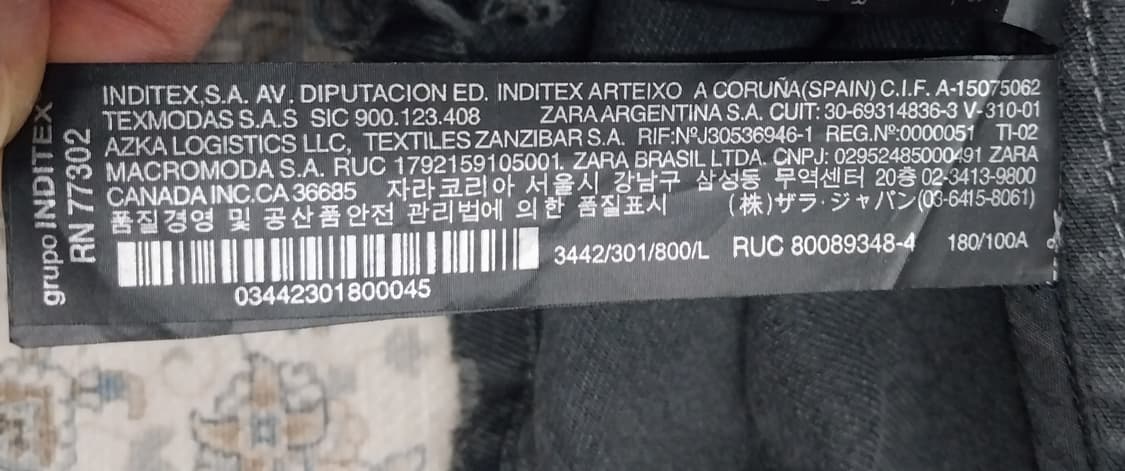 grupo INDITEX
RN 77302
INDITEX,S.A. AV. DIPUTACION ED. INDITEX ARTEIXO A CORUÑA(SPAIN) C.I.F. A-15075062
TEXMODAS S.A.S SIC 900.123.408 ZARA ARGENTINA S.A. CUIT: 30-69314836-3 V-310-01
AZKA LOGISTICS LLC, TEXTILES ZANZIBAR S.A. RIF:NºJ30536946-1 REG.Nº:0000051 TI-02
MACROMODA S.A. RUC 1792159105001. ZARA BRASIL LTDA. CNPJ: 02952485000491 ZARA
CANADA INC.CA 36685 자라코리아 서울시 강남구 삼성동 무역센터 20층 02-3413-9800
품질경영 및 공산품안전 관리법에 의한 품질표시 (株)ザラ・ジャパン(03-6415-8061)
3442/301/800/L RUC 80089348-4 180/100A
03442301800045